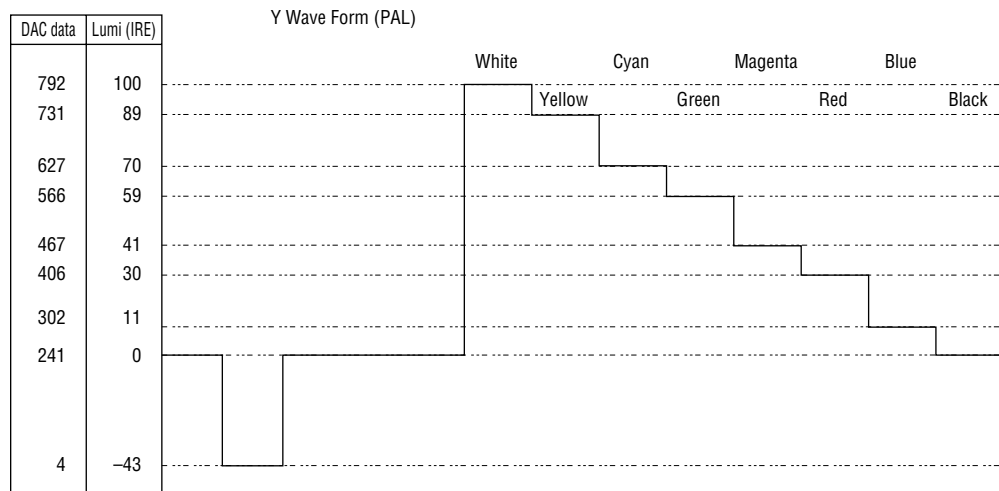 Y Wave Form (PAL)
DAC data Lumi (IRE)
White Cyan Magenta Blue
792 100
Yellow Green Red Black
731 89
627 70
566 59
467 41
406 30
302 11
241 0
4 –43